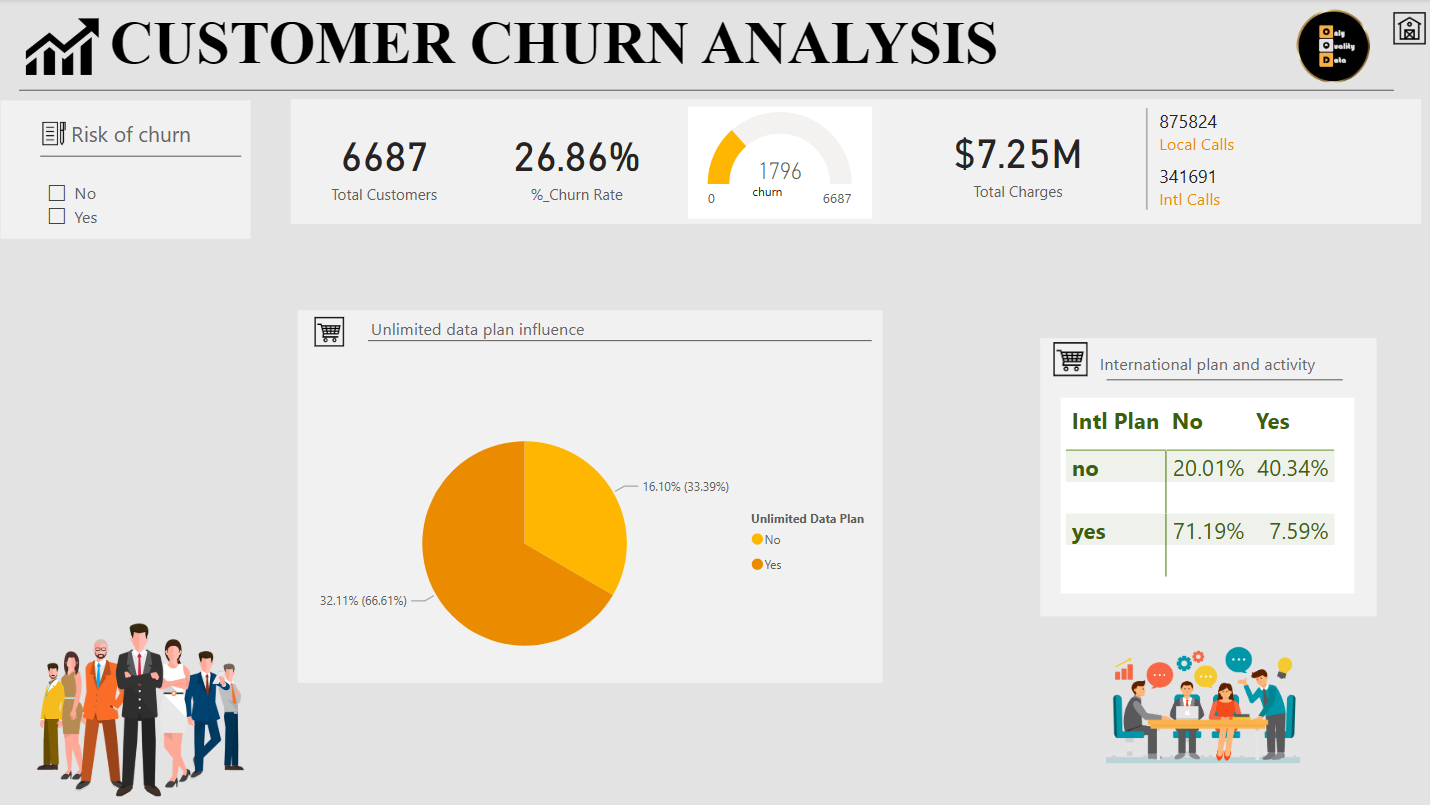 CUSTOMER CHURN ANALYSIS
Only
Quality
Data
Risk of churn
No
Yes
6687
Total Customers
26.86%
%_Churn Rate
1796
churn
0
6687
$7.25M
Total Charges
875824
Local Calls
341691
Intl Calls
Unlimited data plan influence
16.10% (33.39%)
32.11% (66.61%)
Unlimited Data Plan
No
Yes
International plan and activity
Intl Plan No Yes
no 20.01% 40.34%
yes 71.19% 7.59%